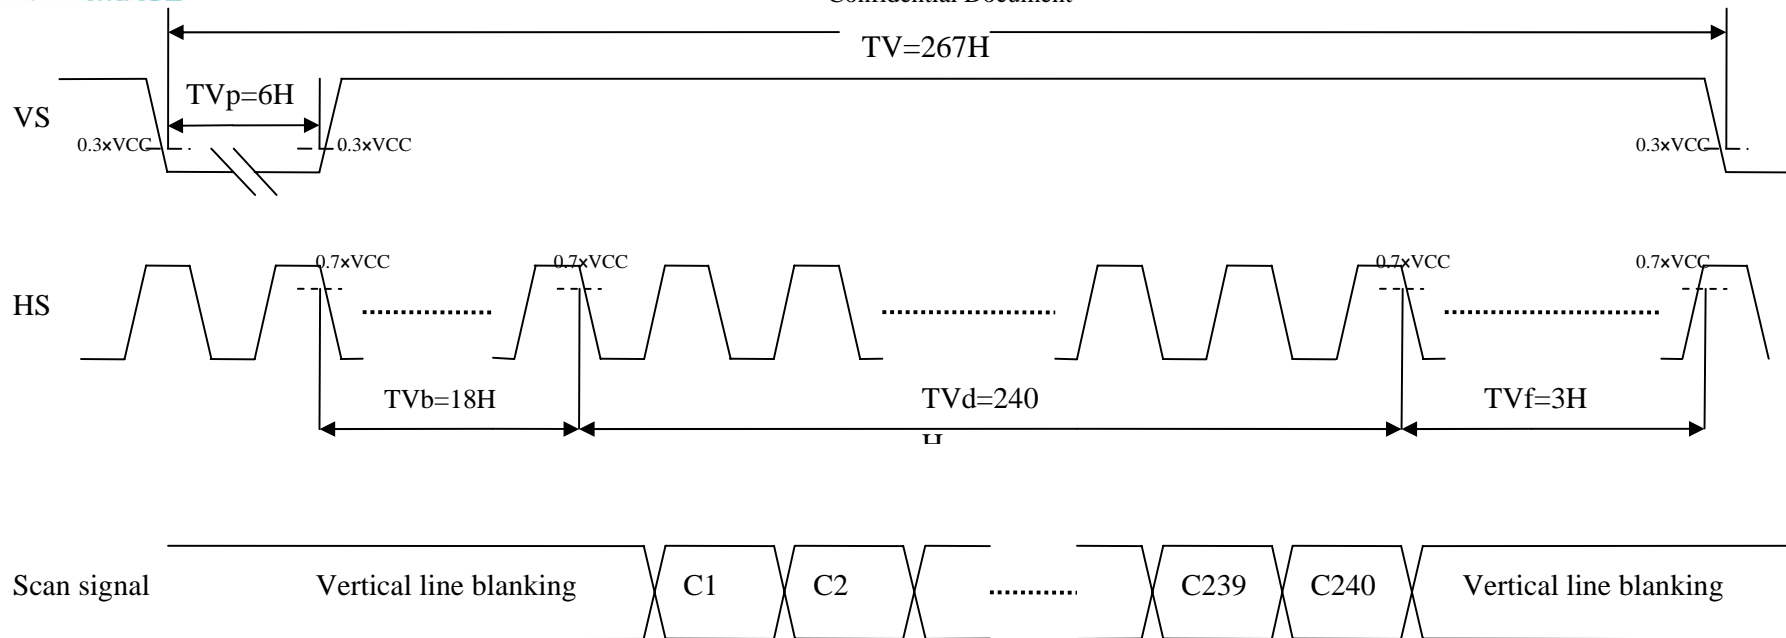 Confidential Document
TV=267H
TVp=6H
VS
0.3×VCC
0.3×VCC
0.3×VCC
0.7×VCC
0.7×VCC
0.7×VCC
0.7×VCC
HS
TVb=18H
TVd=240
H
TVf=3H
Scan signal
Vertical line blanking
C1
C2
C239
C240
Vertical line blanking